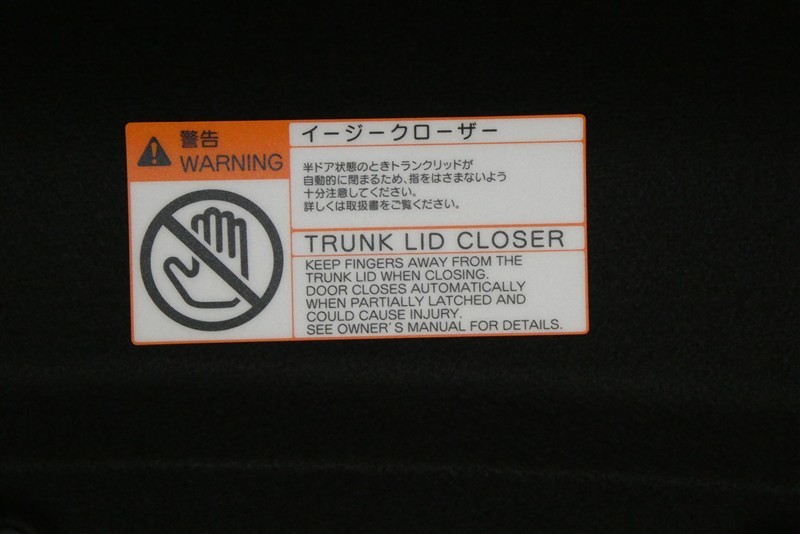 警告
WARNING
イージークローザー
半ドア状態のときトランクリッドが
自動的に閉まるため、指をはさまないよう
十分注意してください。
詳しくは取扱書をご覧ください。
TRUNK LID CLOSER
KEEP FINGERS AWAY FROM THE
TRUNK LID WHEN CLOSING.
DOOR CLOSES AUTOMATICALLY
WHEN PARTIALLY LATCHED AND
COULD CAUSE INJURY.
SEE OWNER'S MANUAL FOR DETAILS.